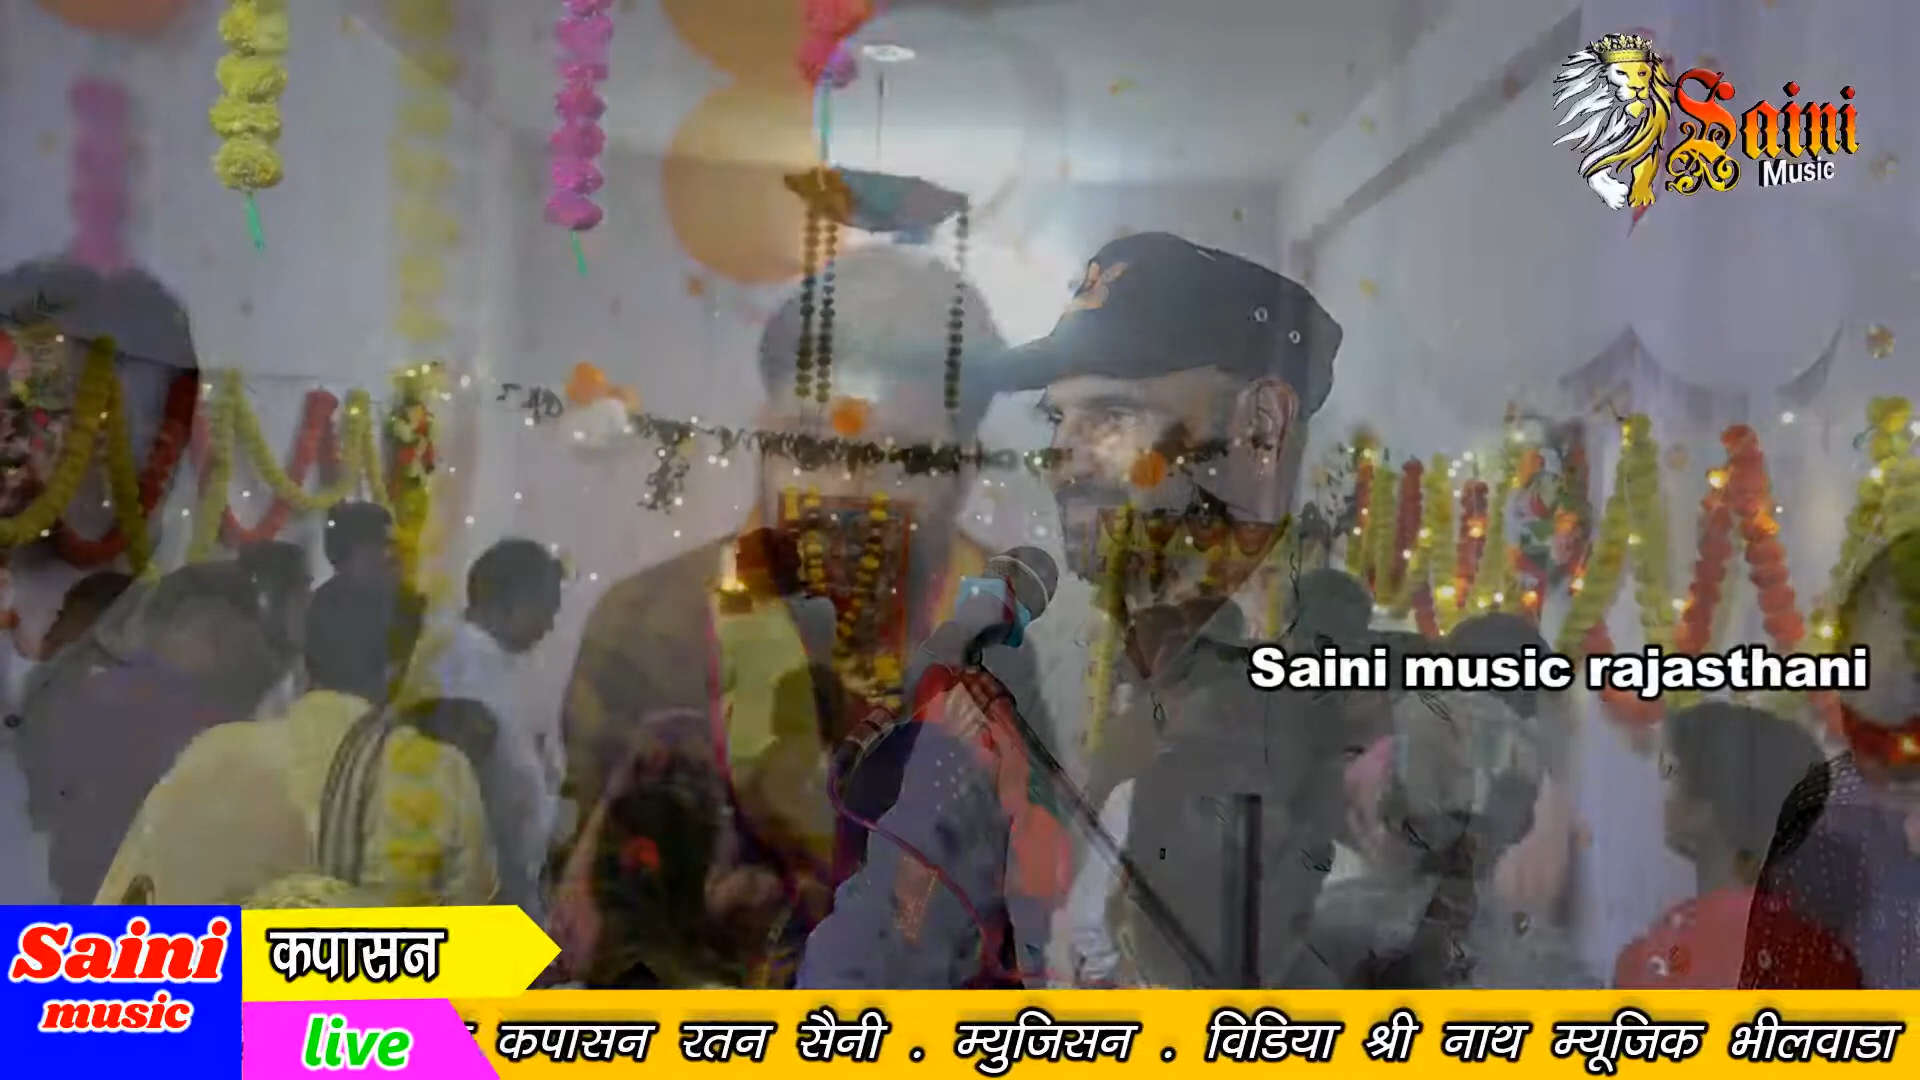 Saini
Music
Saini music rajasthani
Saini
music
कपासन
live
कपासन रतन सैनी . म्युजिसन . विडिया श्री नाथ म्यूजिक भीलवाडा